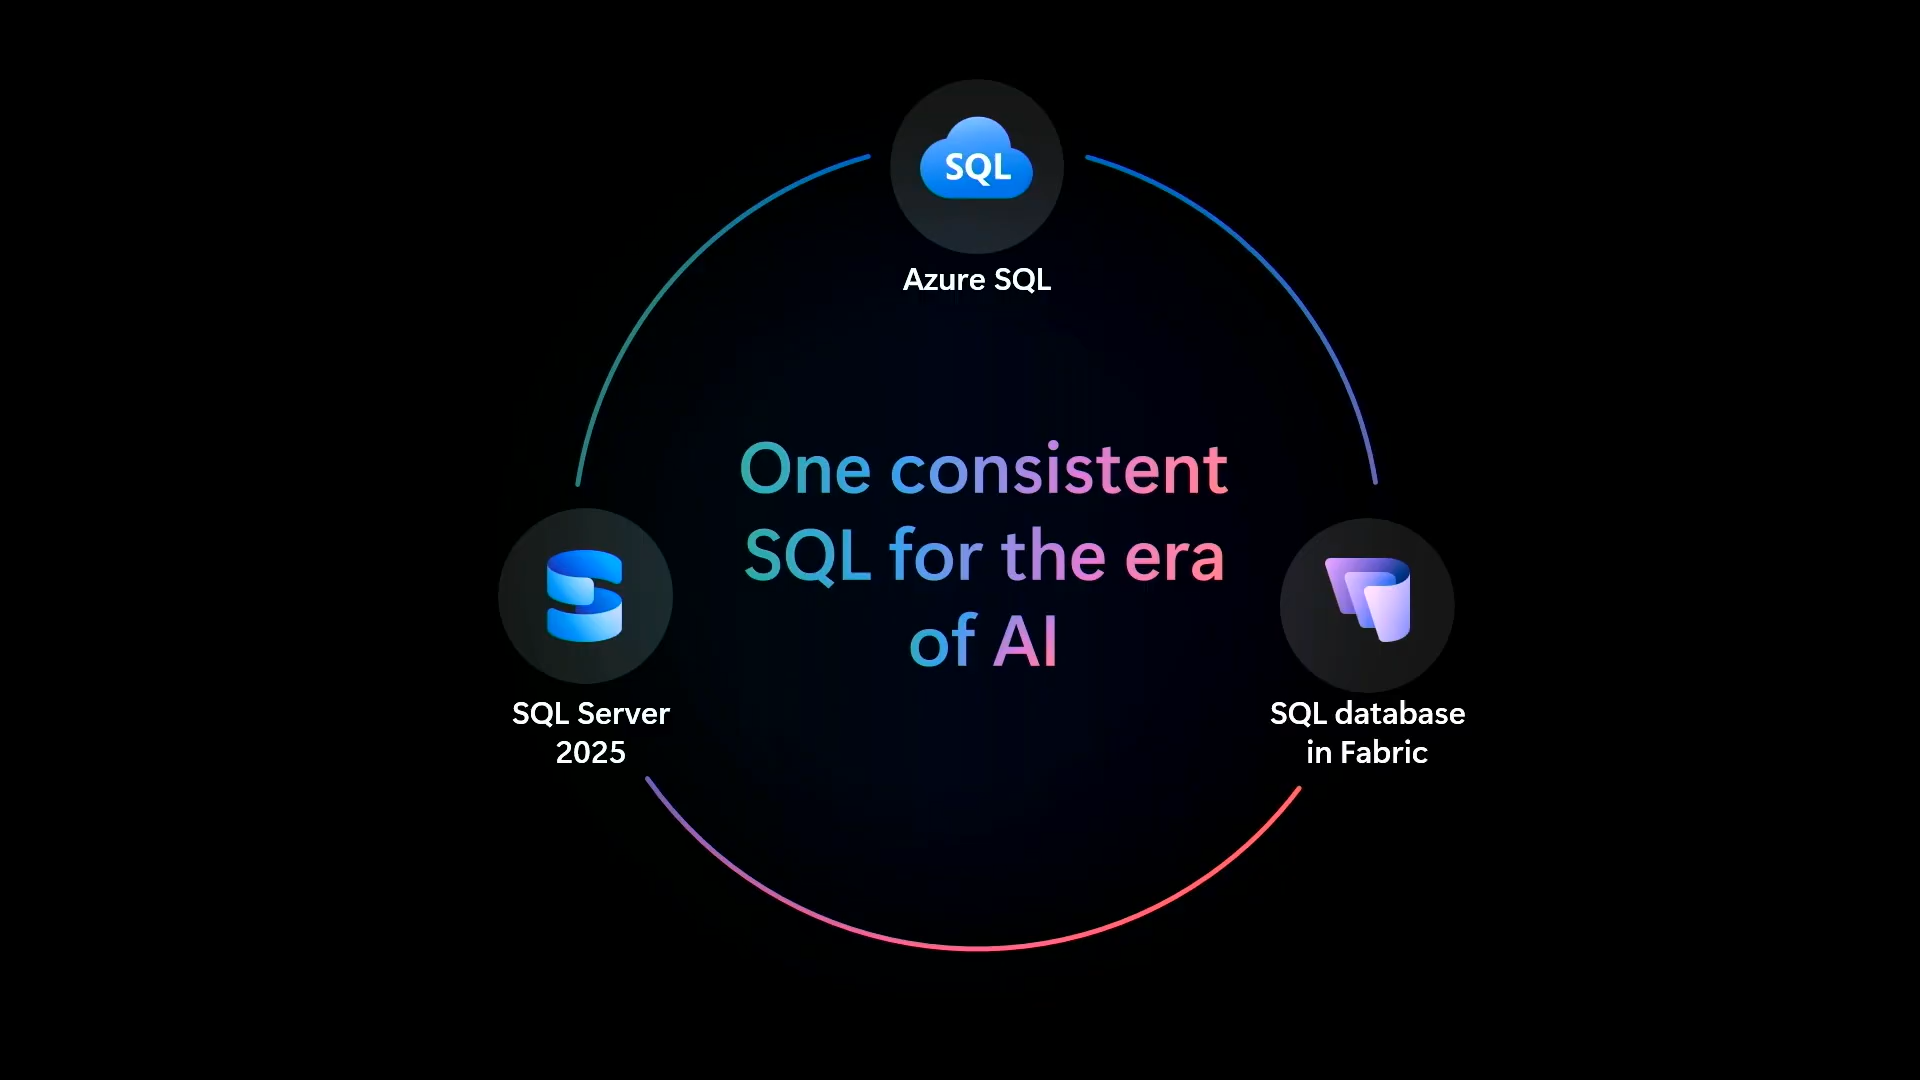 SQL
Azure SQL
One consistent
SQL for the era
of AI
SQL Server
2025
SQL database
in Fabric